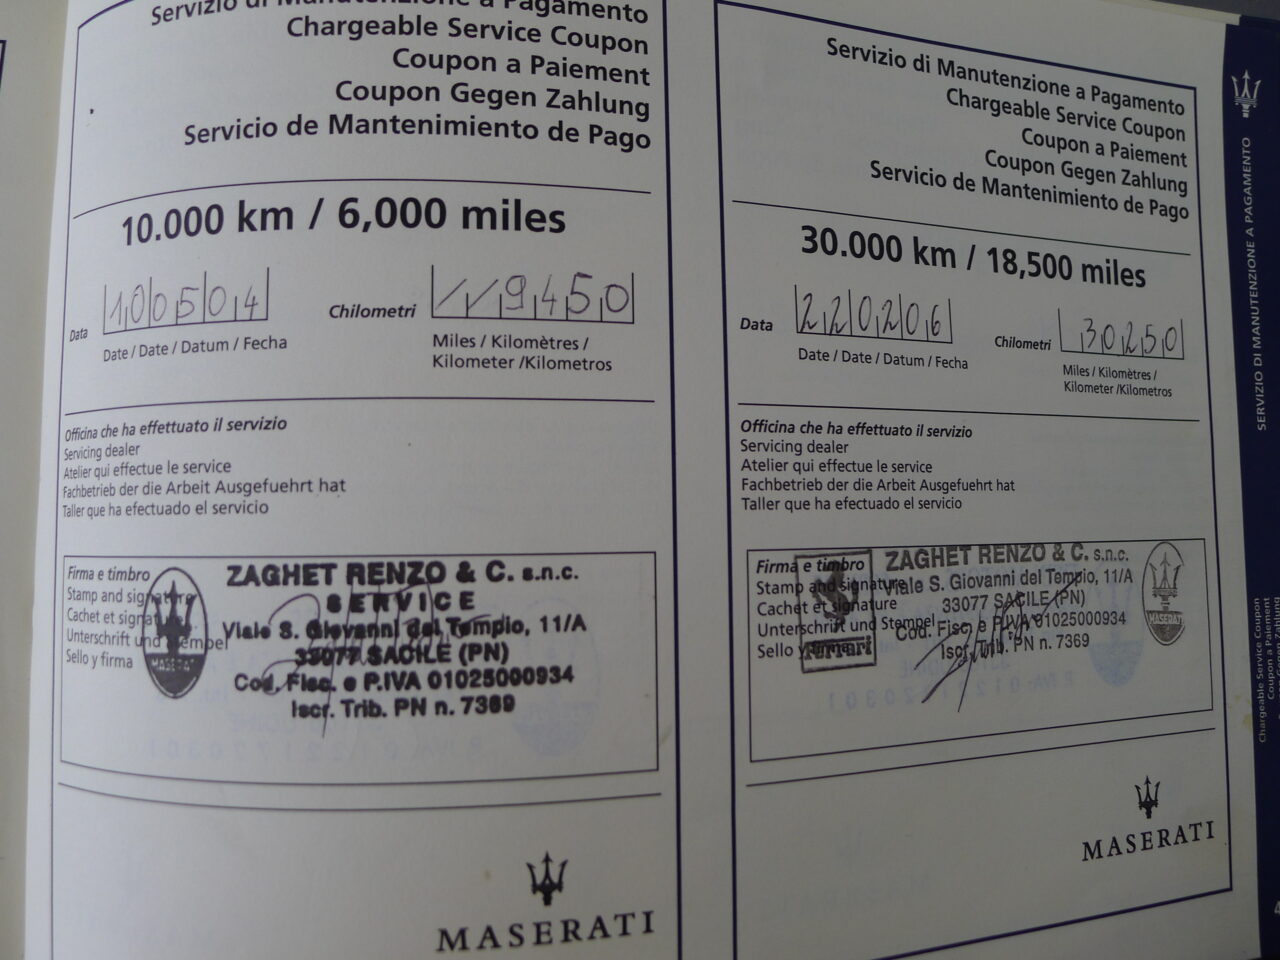 Servizio di Manutenzione a Pagamento
Chargeable Service Coupon
Coupon a Paiement
Coupon Gegen Zahlung
Servicio de Mantenimiento de Pago
10.000 km / 6,000 miles
Data 100504
Date / Date / Datum / Fecha
Chilometri //9450
Miles / Kilomètres /
Kilometer /Kilometros
Officina che ha effettuato il servizio
Servicing dealer
Atelier qui effectue le service
Fachbetrieb der die Arbeit Ausgefuehrt hat
Taller que ha efectuado el servicio
Firma e timbro
Stamp and signature
Cachet et signature
Unterschrift und Stempel
Sello y firma
MASERATI
ZAGHET RENZO & C. s.n.c.
SERVICE
Viale S. Giovanni del Tempio, 11/A
33077 SACILE (PN)
Cod. Fisc. e P.IVA 01025000934
Iscr. Trib. PN n. 7369
MASERATI
Servizio di Manutenzione a Pagamento
Chargeable Service Coupon
Coupon a Paiement
Coupon Gegen Zahlung
Servicio de Mantenimiento de Pago
30.000 km / 18,500 miles
Data 220206
Date / Date / Datum / Fecha
Chilometri 30250
Miles / Kilomètres /
Kilometer /Kilometros
Officina che ha effettuato il servizio
Servicing dealer
Atelier qui effectue le service
Fachbetrieb der die Arbeit Ausgefuehrt hat
Taller que ha efectuado el servicio
Firma e timbro
Stamp and signature
Cachet et signature
Unterschrift und Stempel
Sello y firma
Ferrari
ZAGHET RENZO & C. s.n.c.
Viale S. Giovanni del Tempio, 11/A
33077 SACILE (PN)
Cod. Fisc. e P.IVA 01025000934
Iscr. Trib. PN n. 7369
MASERATI
MASERATI
SERVIZIO DI MANUTENZIONE A PAGAMENTO
Chargeable Service Coupon
Coupon a Paiement
Coupon Gegen Zahlung